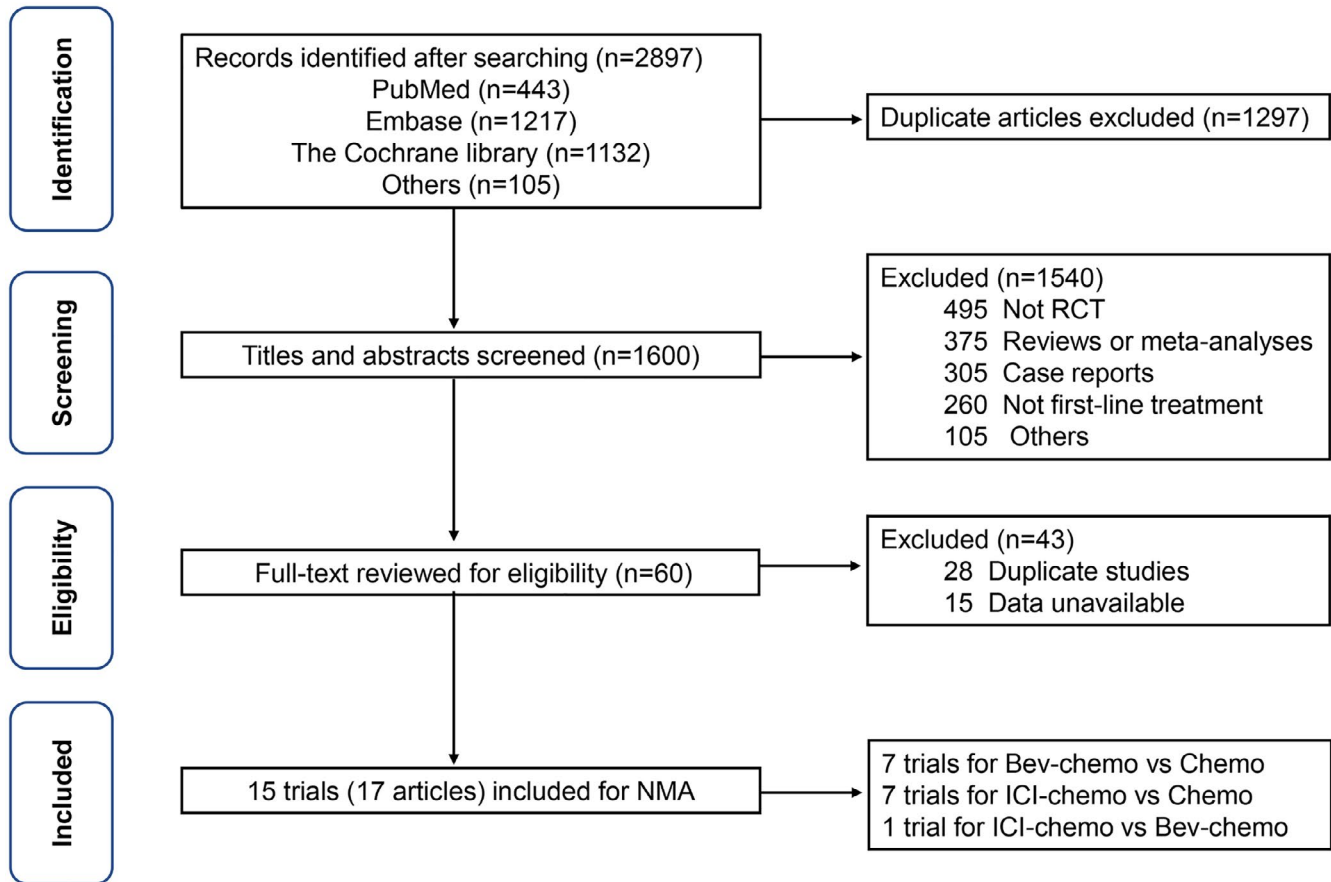 Identification
Records identified after searching (n=2897)
PubMed (n=443)
Embase (n=1217)
The Cochrane library (n=1132)
Others (n=105)
Duplicate articles excluded (n=1297)
Screening
Titles and abstracts screened (n=1600)
Excluded (n=1540)
495 Not RCT
375 Reviews or meta-analyses
305 Case reports
260 Not first-line treatment
105 Others
Eligibility
Full-text reviewed for eligibility (n=60)
Excluded (n=43)
28 Duplicate studies
15 Data unavailable
Included
15 trials (17 articles) included for NMA
7 trials for Bev-chemo vs Chemo
7 trials for ICI-chemo vs Chemo
1 trial for ICI-chemo vs Bev-chemo